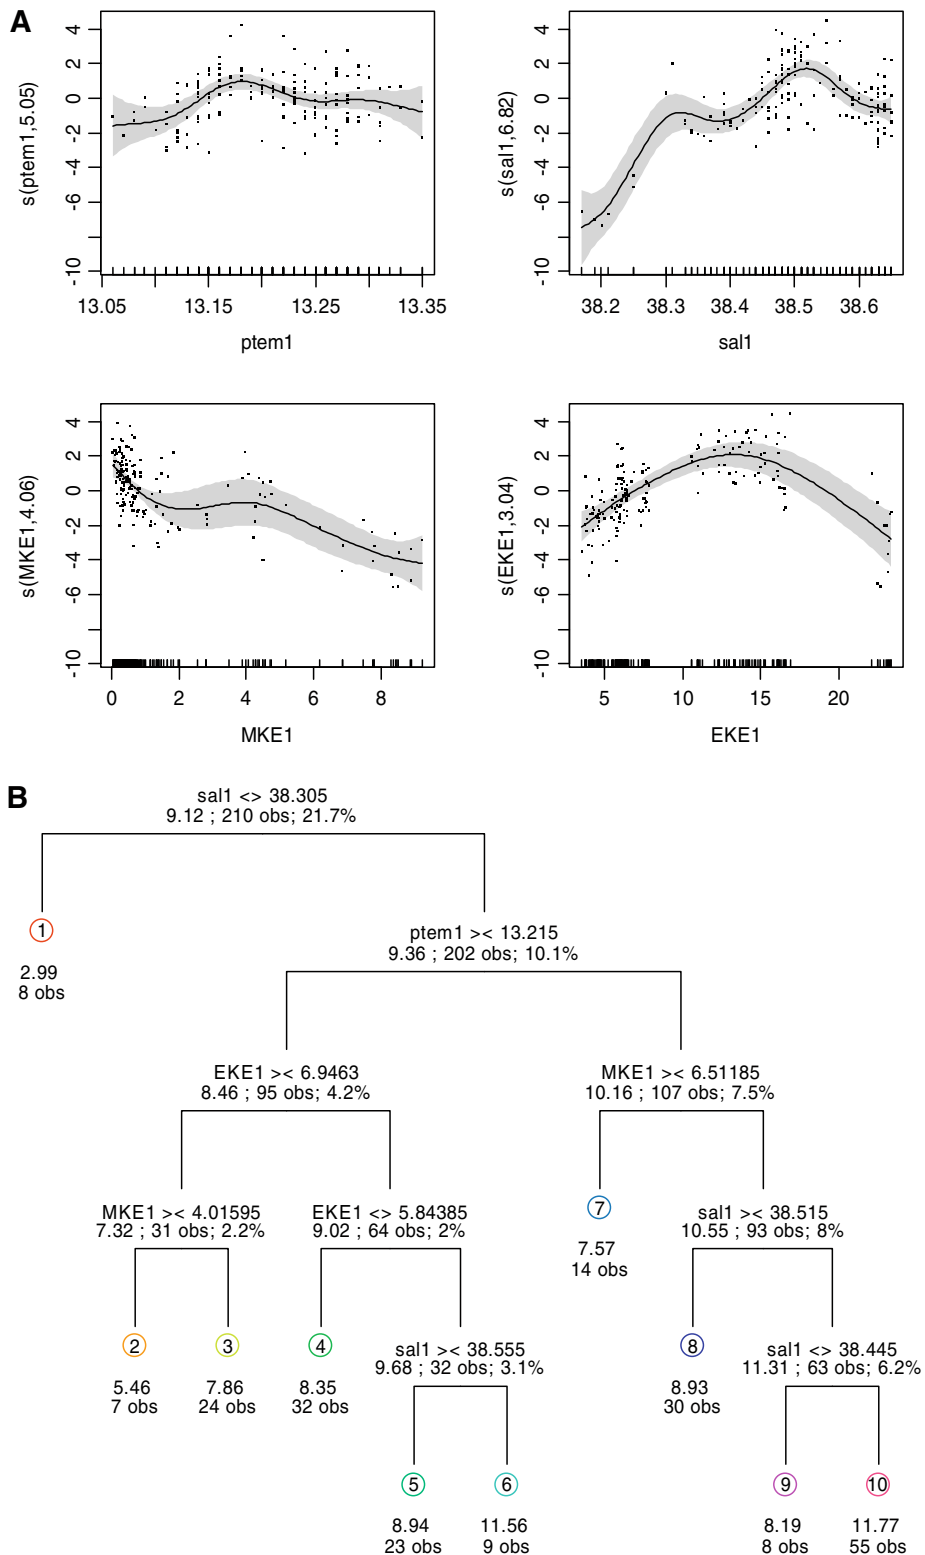 A
s(ptem1,5.05)
4
2
0
-2
-4
-6
-10
13.05
13.15
13.25
13.35
ptem1
s(sal1,6.82)
4
2
0
-2
-4
-6
-10
38.2
38.3
38.4
38.5
38.6
sal1
s(MKE1,4.06)
4
2
0
-2
-4
-6
-10
0
2
4
6
8
MKE1
s(EKE1,3.04)
4
2
0
-2
-4
-6
-10
5
10
15
20
EKE1
B
sal1 <> 38.305
9.12 ; 210 obs; 21.7%
1
2.99
8 obs
ptem1 >< 13.215
9.36 ; 202 obs; 10.1%
EKE1 >< 6.9463
8.46 ; 95 obs; 4.2%
MKE1 >< 6.51185
10.16 ; 107 obs; 7.5%
MKE1 >< 4.01595
7.32 ; 31 obs; 2.2%
EKE1 <> 5.84385
9.02 ; 64 obs; 2%
7
7.57
14 obs
sal1 >< 38.515
10.55 ; 93 obs; 8%
2
5.46
7 obs
3
7.86
24 obs
4
8.35
32 obs
sal1 > < 38.555
9.68 ; 32 obs; 3.1%
8
8.93
30 obs
sal1 <> 38.445
11.31 ; 63 obs; 6.2%
5
8.94
23 obs
6
11.56
9 obs
9
8.19
8 obs
10
11.77
55 obs